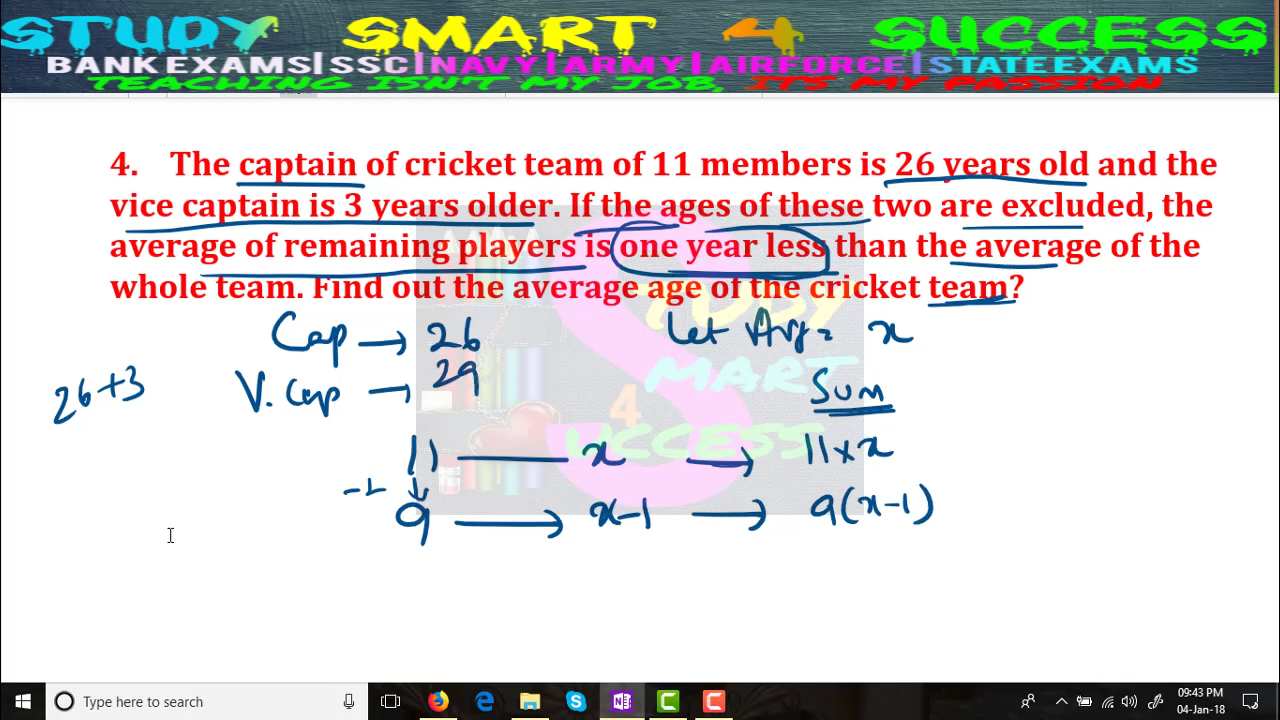 STUDY SMART 4 SUCCESS
BANK EXAMS|SSC|NAVY|ARMY|AIRFORCE|STATE EXAMS
TEACHING ISN'T MY JOB, IT'S MY PASSION
4. The captain of cricket team of 11 members is 26 years old and the
vice captain is 3 years older. If the ages of these two are excluded, the
average of remaining players is one year less than the average of the
whole team. Find out the average age of the cricket team?
Cap → 26 Let Avg = x
26+3 V. Cap → 29 Sum
11 — x → 11×x
-2 ↓
9 → x-1 → 9(x-1)
STUDY
SMART
4
SUCCESS
Type here to search
09:43 PM
04-Jan-18